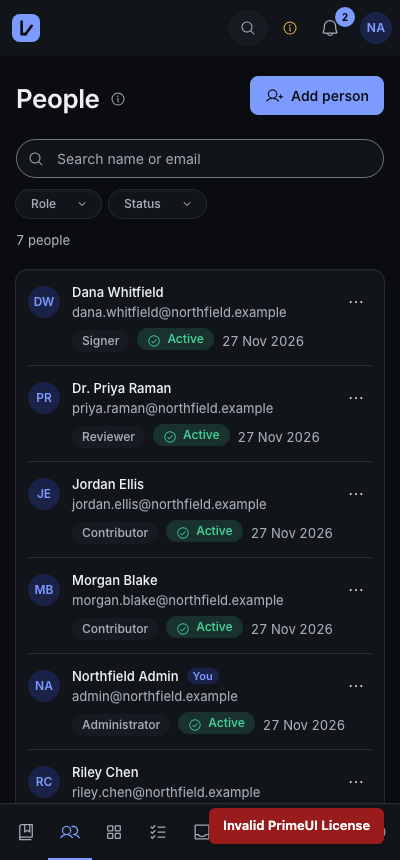 2
NA
People
Add person
Search name or email
Role
Status
7 people
DW
Dana Whitfield
dana.whitfield@northfield.example
Signer
Active
27 Nov 2026
PR
Dr. Priya Raman
priya.raman@northfield.example
Reviewer
Active
27 Nov 2026
JE
Jordan Ellis
jordan.ellis@northfield.example
Contributor
Active
27 Nov 2026
MB
Morgan Blake
morgan.blake@northfield.example
Contributor
Active
27 Nov 2026
NA
Northfield Admin You
admin@northfield.example
Administrator
Active
27 Nov 2026
RC
Riley Chen
riley.chen@northfield.example
Invalid PrimeUI License